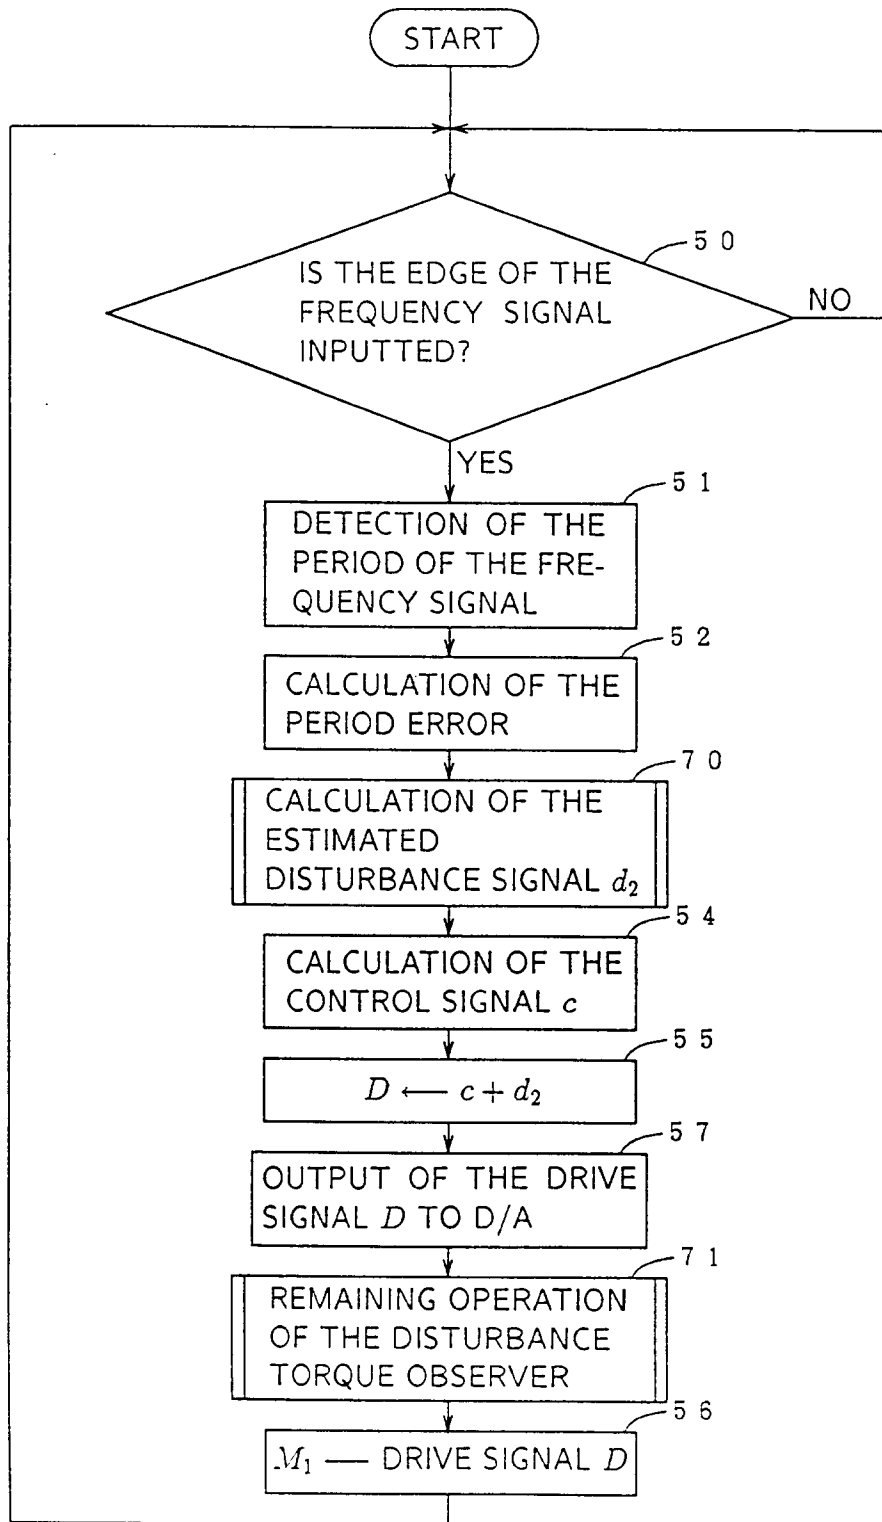 START
5 0
IS THE EDGE OF THE
FREQUENCY SIGNAL
INPUTTED?
NO
YES
5 1
DETECTION OF THE
PERIOD OF THE FRE-
QUENCY SIGNAL
5 2
CALCULATION OF THE
PERIOD ERROR
7 0
CALCULATION OF THE
ESTIMATED
DISTURBANCE SIGNAL d₂
5 4
CALCULATION OF THE
CONTROL SIGNAL c
5 5
D ⟵ c + d₂
5 7
OUTPUT OF THE DRIVE
SIGNAL D TO D/A
7 1
REMAINING OPERATION
OF THE DISTURBANCE
TORQUE OBSERVER
5 6
M₁ — DRIVE SIGNAL D